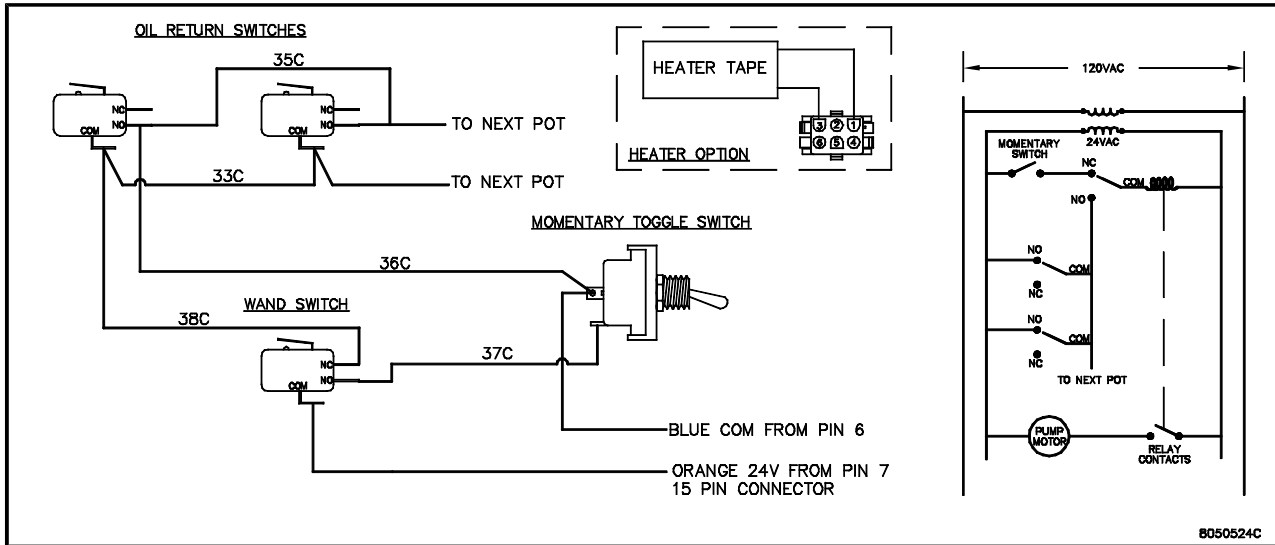 OIL RETURN SWITCHES
35C
NC
NO
COM
NC
NO
COM
TO NEXT POT
33C
TO NEXT POT
HEATER TAPE
3 2 1
6 5 4
HEATER OPTION
MOMENTARY TOGGLE SWITCH
36C
WAND SWITCH
38C
NC
NO
COM
37C
BLUE COM FROM PIN 6
ORANGE 24V FROM PIN 7
15 PIN CONNECTOR
120VAC
24VAC
MOMENTARY
SWITCH
NC
COM
NO
NO
COM
NC
NO
COM
NC
TO NEXT POT
PUMP
MOTOR
RELAY
CONTACTS
8050524C